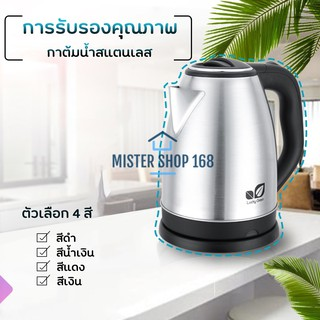 การรับรองคุณภาพ
กาต้มน้ำสแตนเลส
MISTER SHOP 168
ตัวเลือก 4 สี
สีดำ
สีน้ำเงิน
สีแดง
สีเงิน